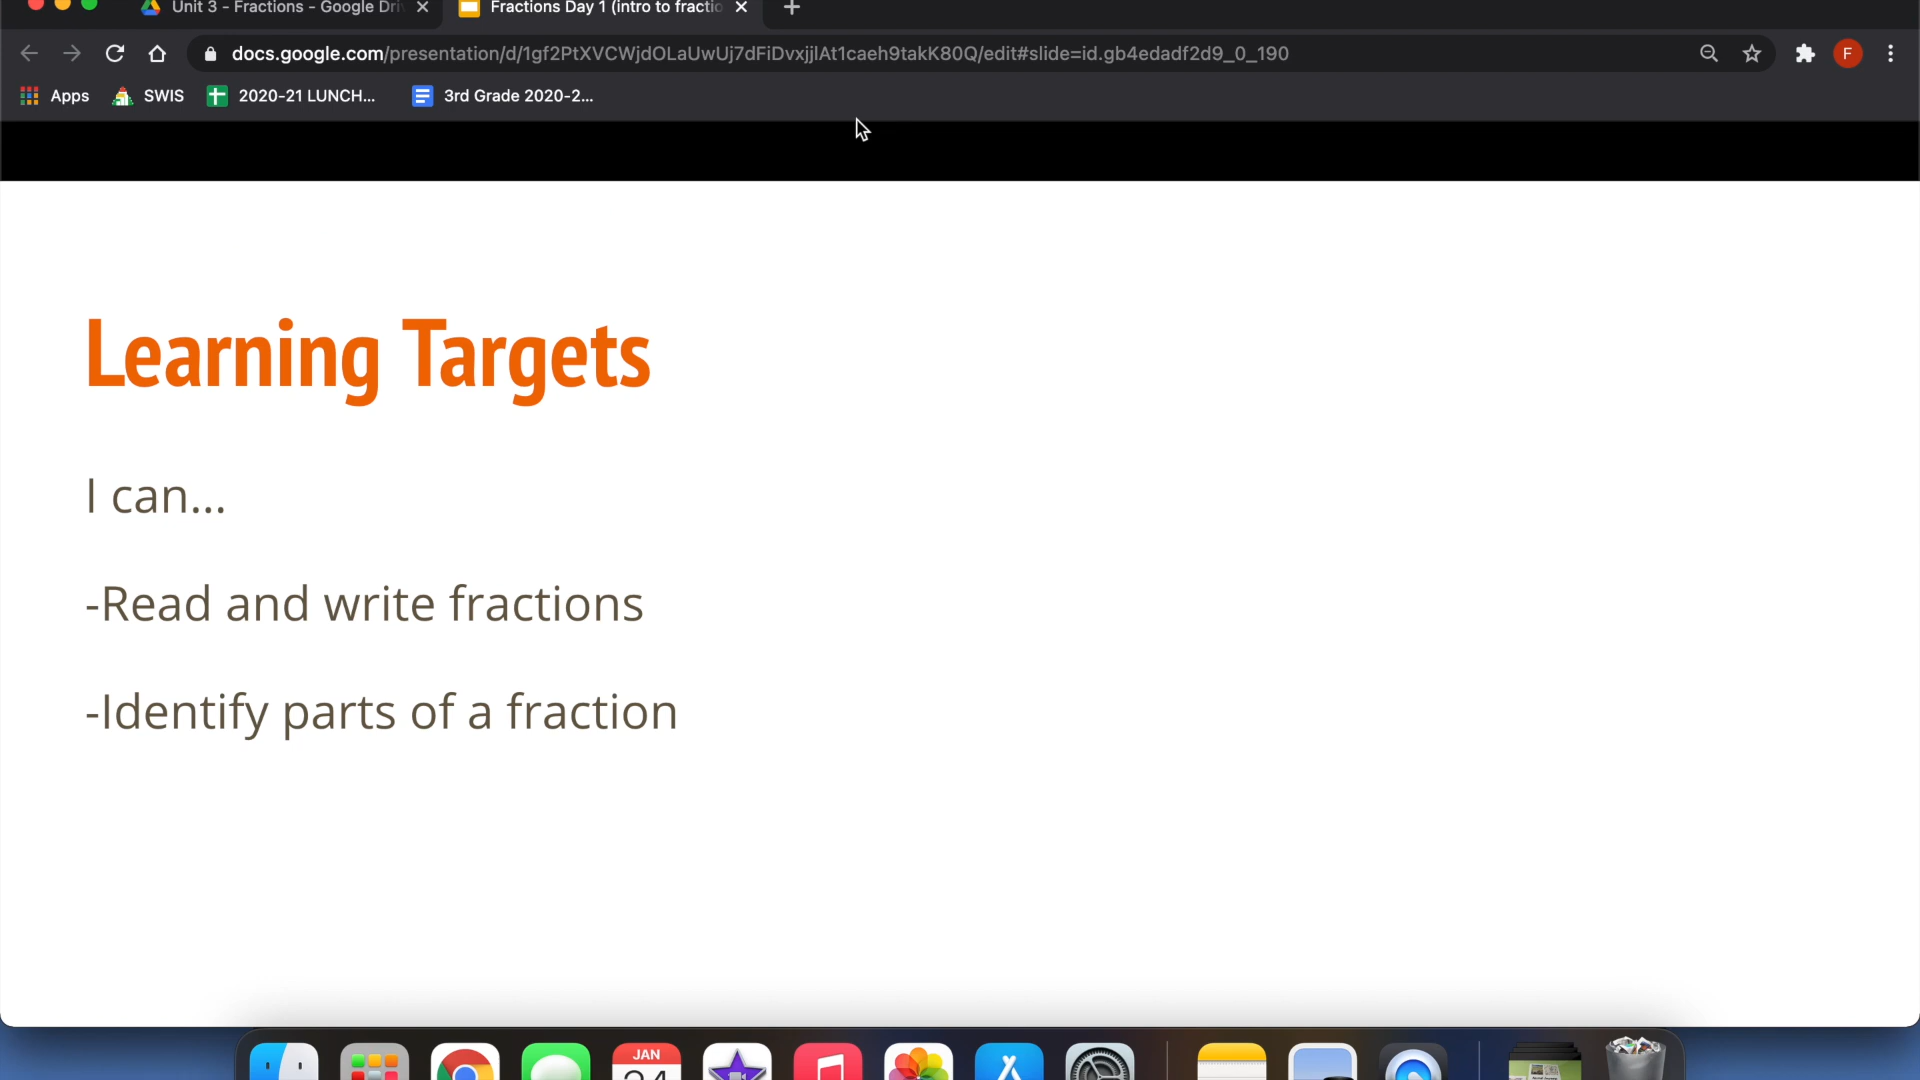 Unit 3 - Fractions - Google Dri
Fractions Day 1 (intro to fractio
docs.google.com/presentation/d/1gf2PtXVCWjdOLaUwUj7dFiDvxjjlAt1caeh9takK80Q/edit#slide=id.gb4edadf2d9_0_190
F
Apps
SWIS
2020-21 LUNCH...
3rd Grade 2020-2...
Learning Targets
I can...
-Read and write fractions
-Identify parts of a fraction
JAN